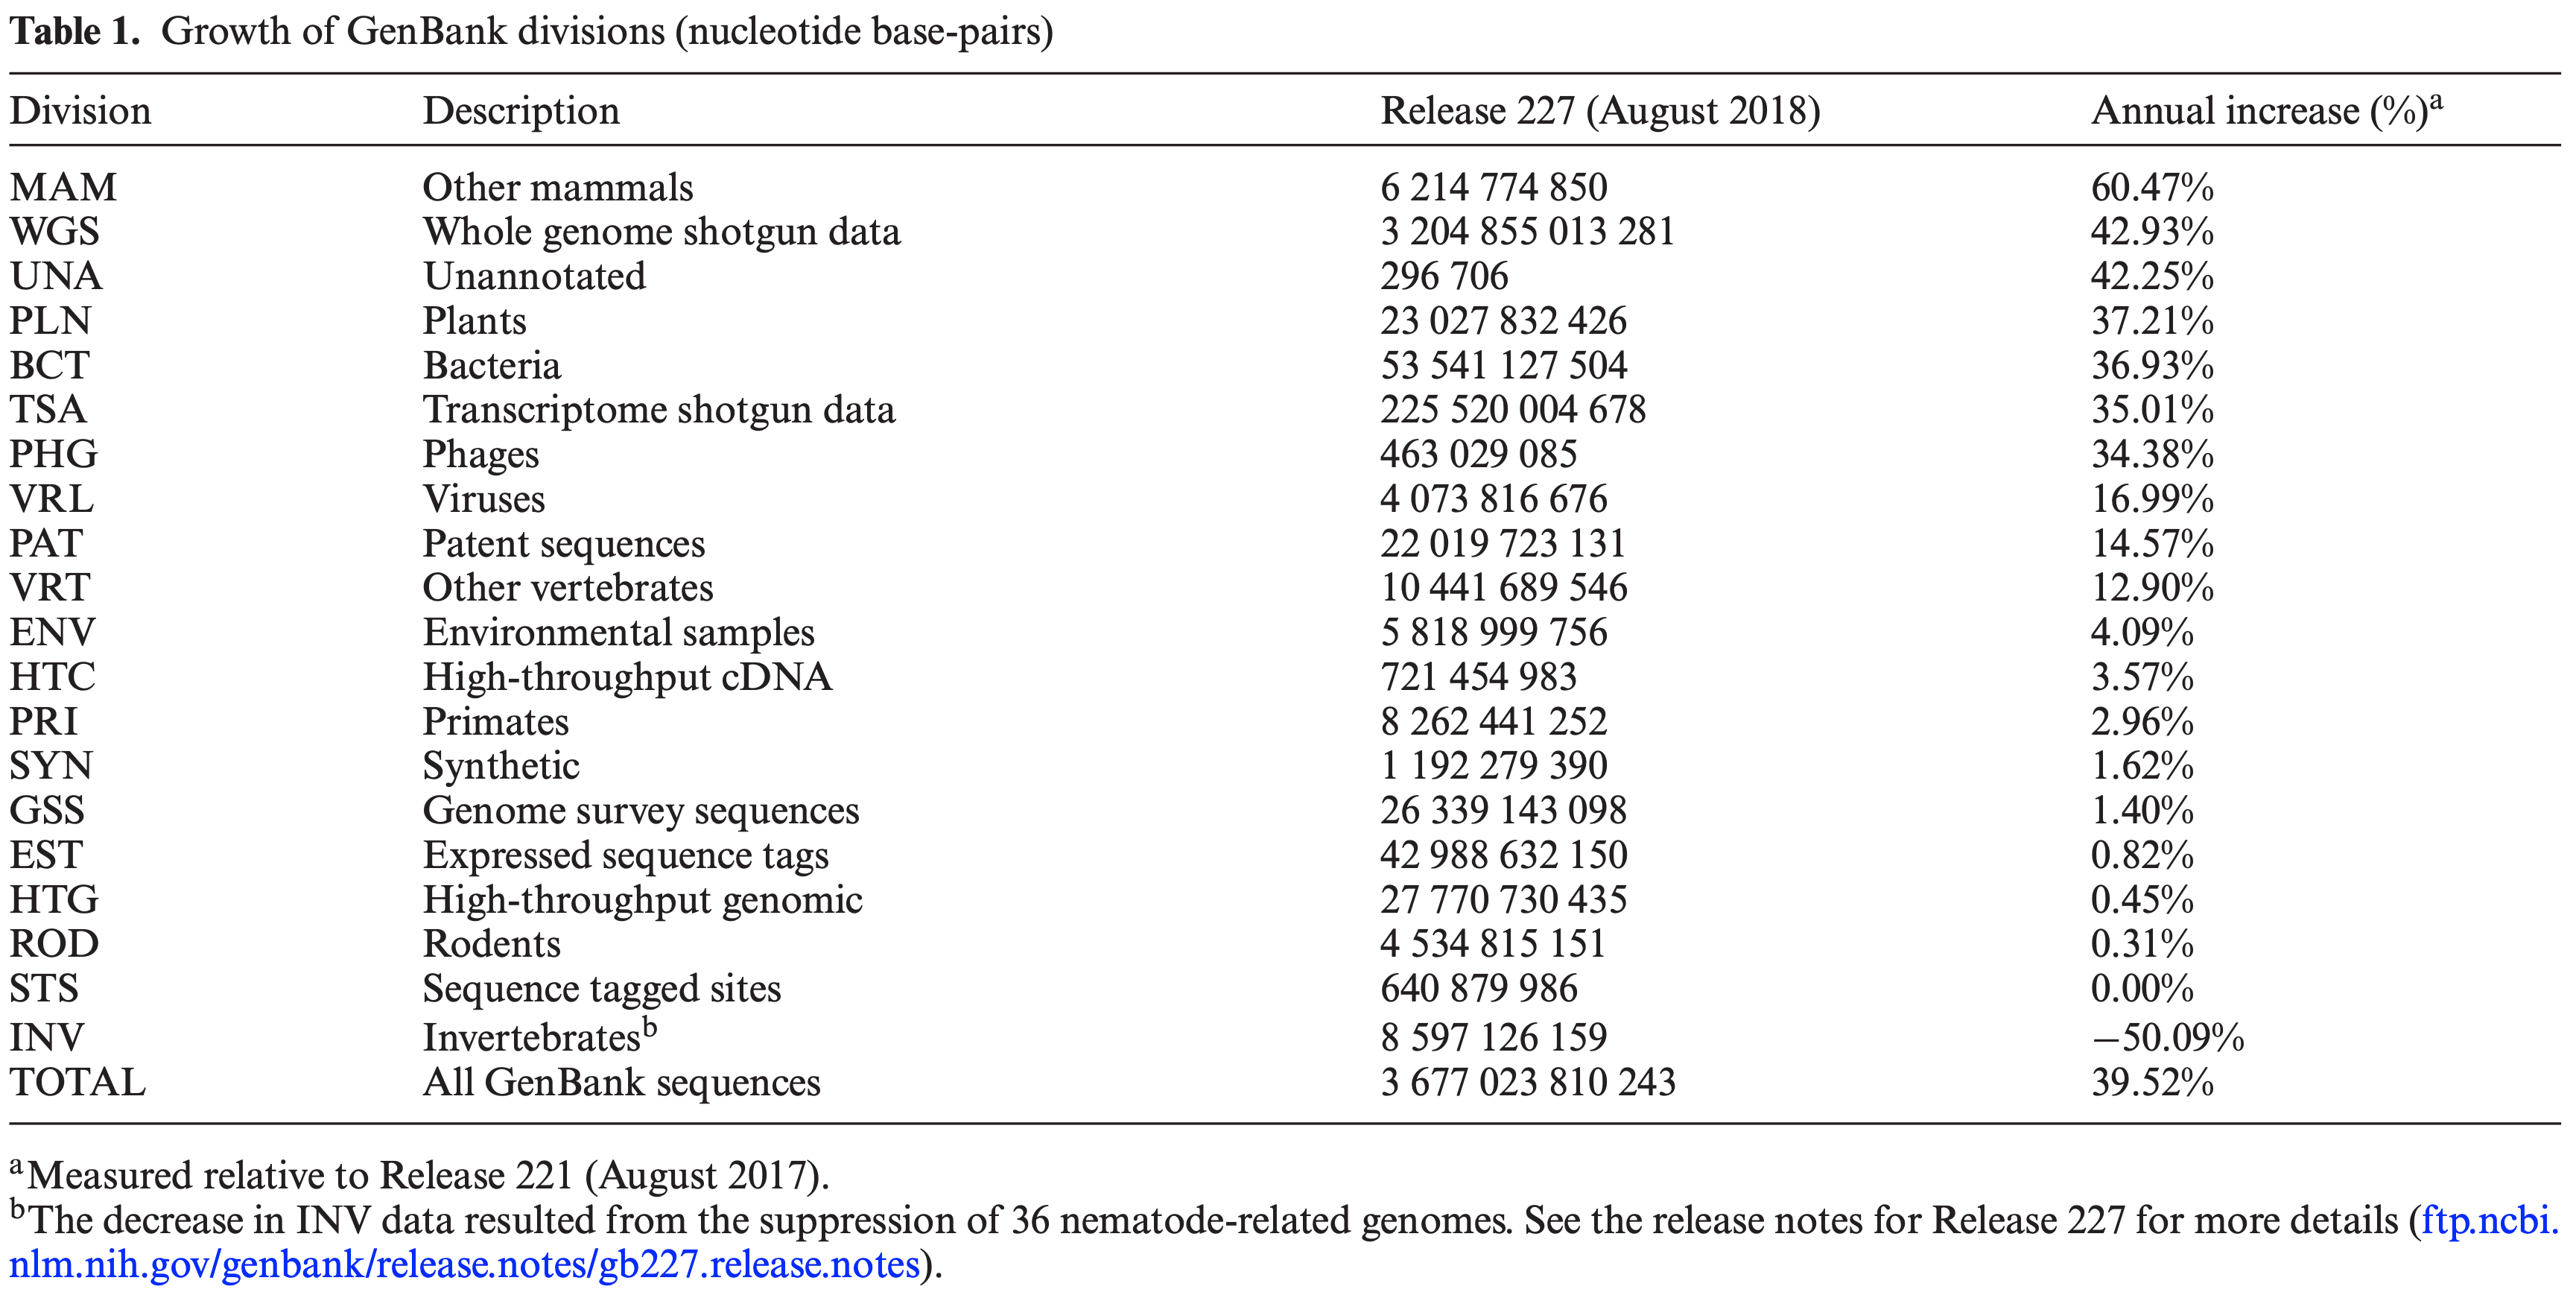 Table 1. Growth of GenBank divisions (nucleotide base-pairs)
Division Description Release 227 (August 2018) Annual increase (%)a
MAM Other mammals 6 214 774 850 60.47%
WGS Whole genome shotgun data 3 204 855 013 281 42.93%
UNA Unannotated 296 706 42.25%
PLN Plants 23 027 832 426 37.21%
BCT Bacteria 53 541 127 504 36.93%
TSA Transcriptome shotgun data 225 520 004 678 35.01%
PHG Phages 463 029 085 34.38%
VRL Viruses 4 073 816 676 16.99%
PAT Patent sequences 22 019 723 131 14.57%
VRT Other vertebrates 10 441 689 546 12.90%
ENV Environmental samples 5 818 999 756 4.09%
HTC High-throughput cDNA 721 454 983 3.57%
PRI Primates 8 262 441 252 2.96%
SYN Synthetic 1 192 279 390 1.62%
GSS Genome survey sequences 26 339 143 098 1.40%
EST Expressed sequence tags 42 988 632 150 0.82%
HTG High-throughput genomic 27 770 730 435 0.45%
ROD Rodents 4 534 815 151 0.31%
STS Sequence tagged sites 640 879 986 0.00%
INV Invertebratesb 8 597 126 159 −50.09%
TOTAL All GenBank sequences 3 677 023 810 243 39.52%
aMeasured relative to Release 221 (August 2017).
bThe decrease in INV data resulted from the suppression of 36 nematode-related genomes. See the release notes for Release 227 for more details (ftp.ncbi.
nlm.nih.gov/genbank/release.notes/gb227.release.notes).